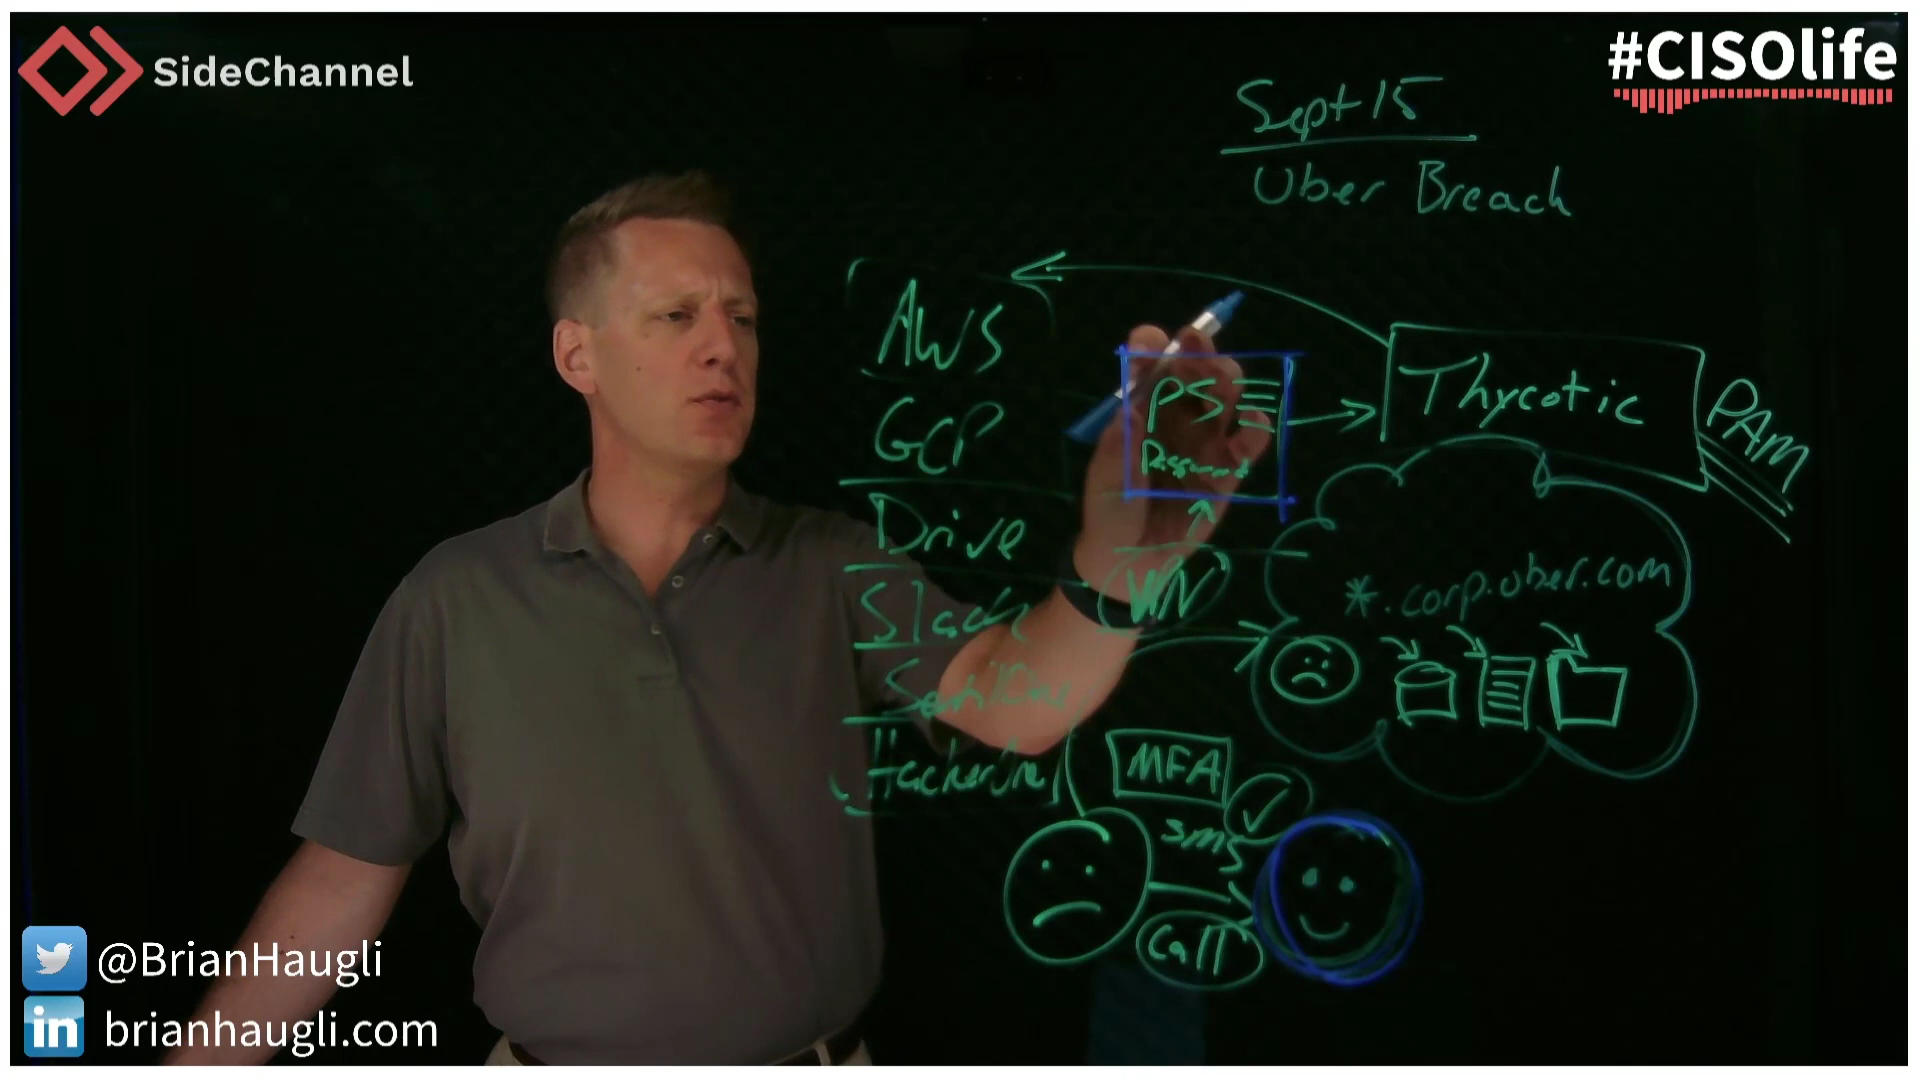 SideChannel
#CISOlife
Sept 15
Uber Breach
AWS
GCP
Drive
Slack
HackerOne
PS
Thycotic
PAM
*.corp.uber.com
MFA
sms
call
@BrianHaugli
in brianhaugli.com